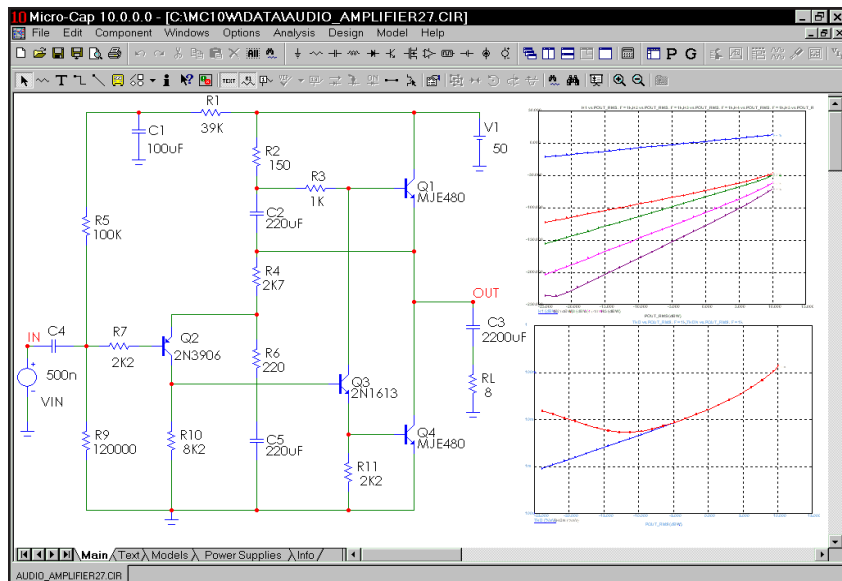 Micro-Cap 10.0.0.0 - [C:\MC10W\DATA\AUDIO_AMPLIFIER27.CIR]
File Edit Component Windows Options Analysis Design Model Help
TEXT
P G
R1
39K
C1
100uF
V1
50
R2
150
R3
1K
Q1
MJE480
C2
220uF
R5
100K
R4
2K7
OUT
IN
C4
500n
R7
2K2
Q2
2N3906
C3
2200uF
R6
220
VIN
Q3
2N1613
RL
8
R9
120000
R10
8K2
C5
220uF
Q4
MJE480
R11
2K2
Main Text Models Power Supplies Info
AUDIO_AMPLIFIER27.CIR